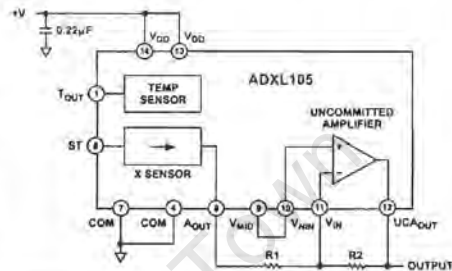 +V
0.22µF
14 VDD 13 VDD
ADXL105
TOUT 1
TEMP
SENSOR
UNCOMMITTED
AMPLIFIER
ST
X SENSOR
+
−
7 4 8 9 10 11 12
COM COM AOUT VMID VNIN VIN UCAOUT
R1 R2
OUTPUT
Town